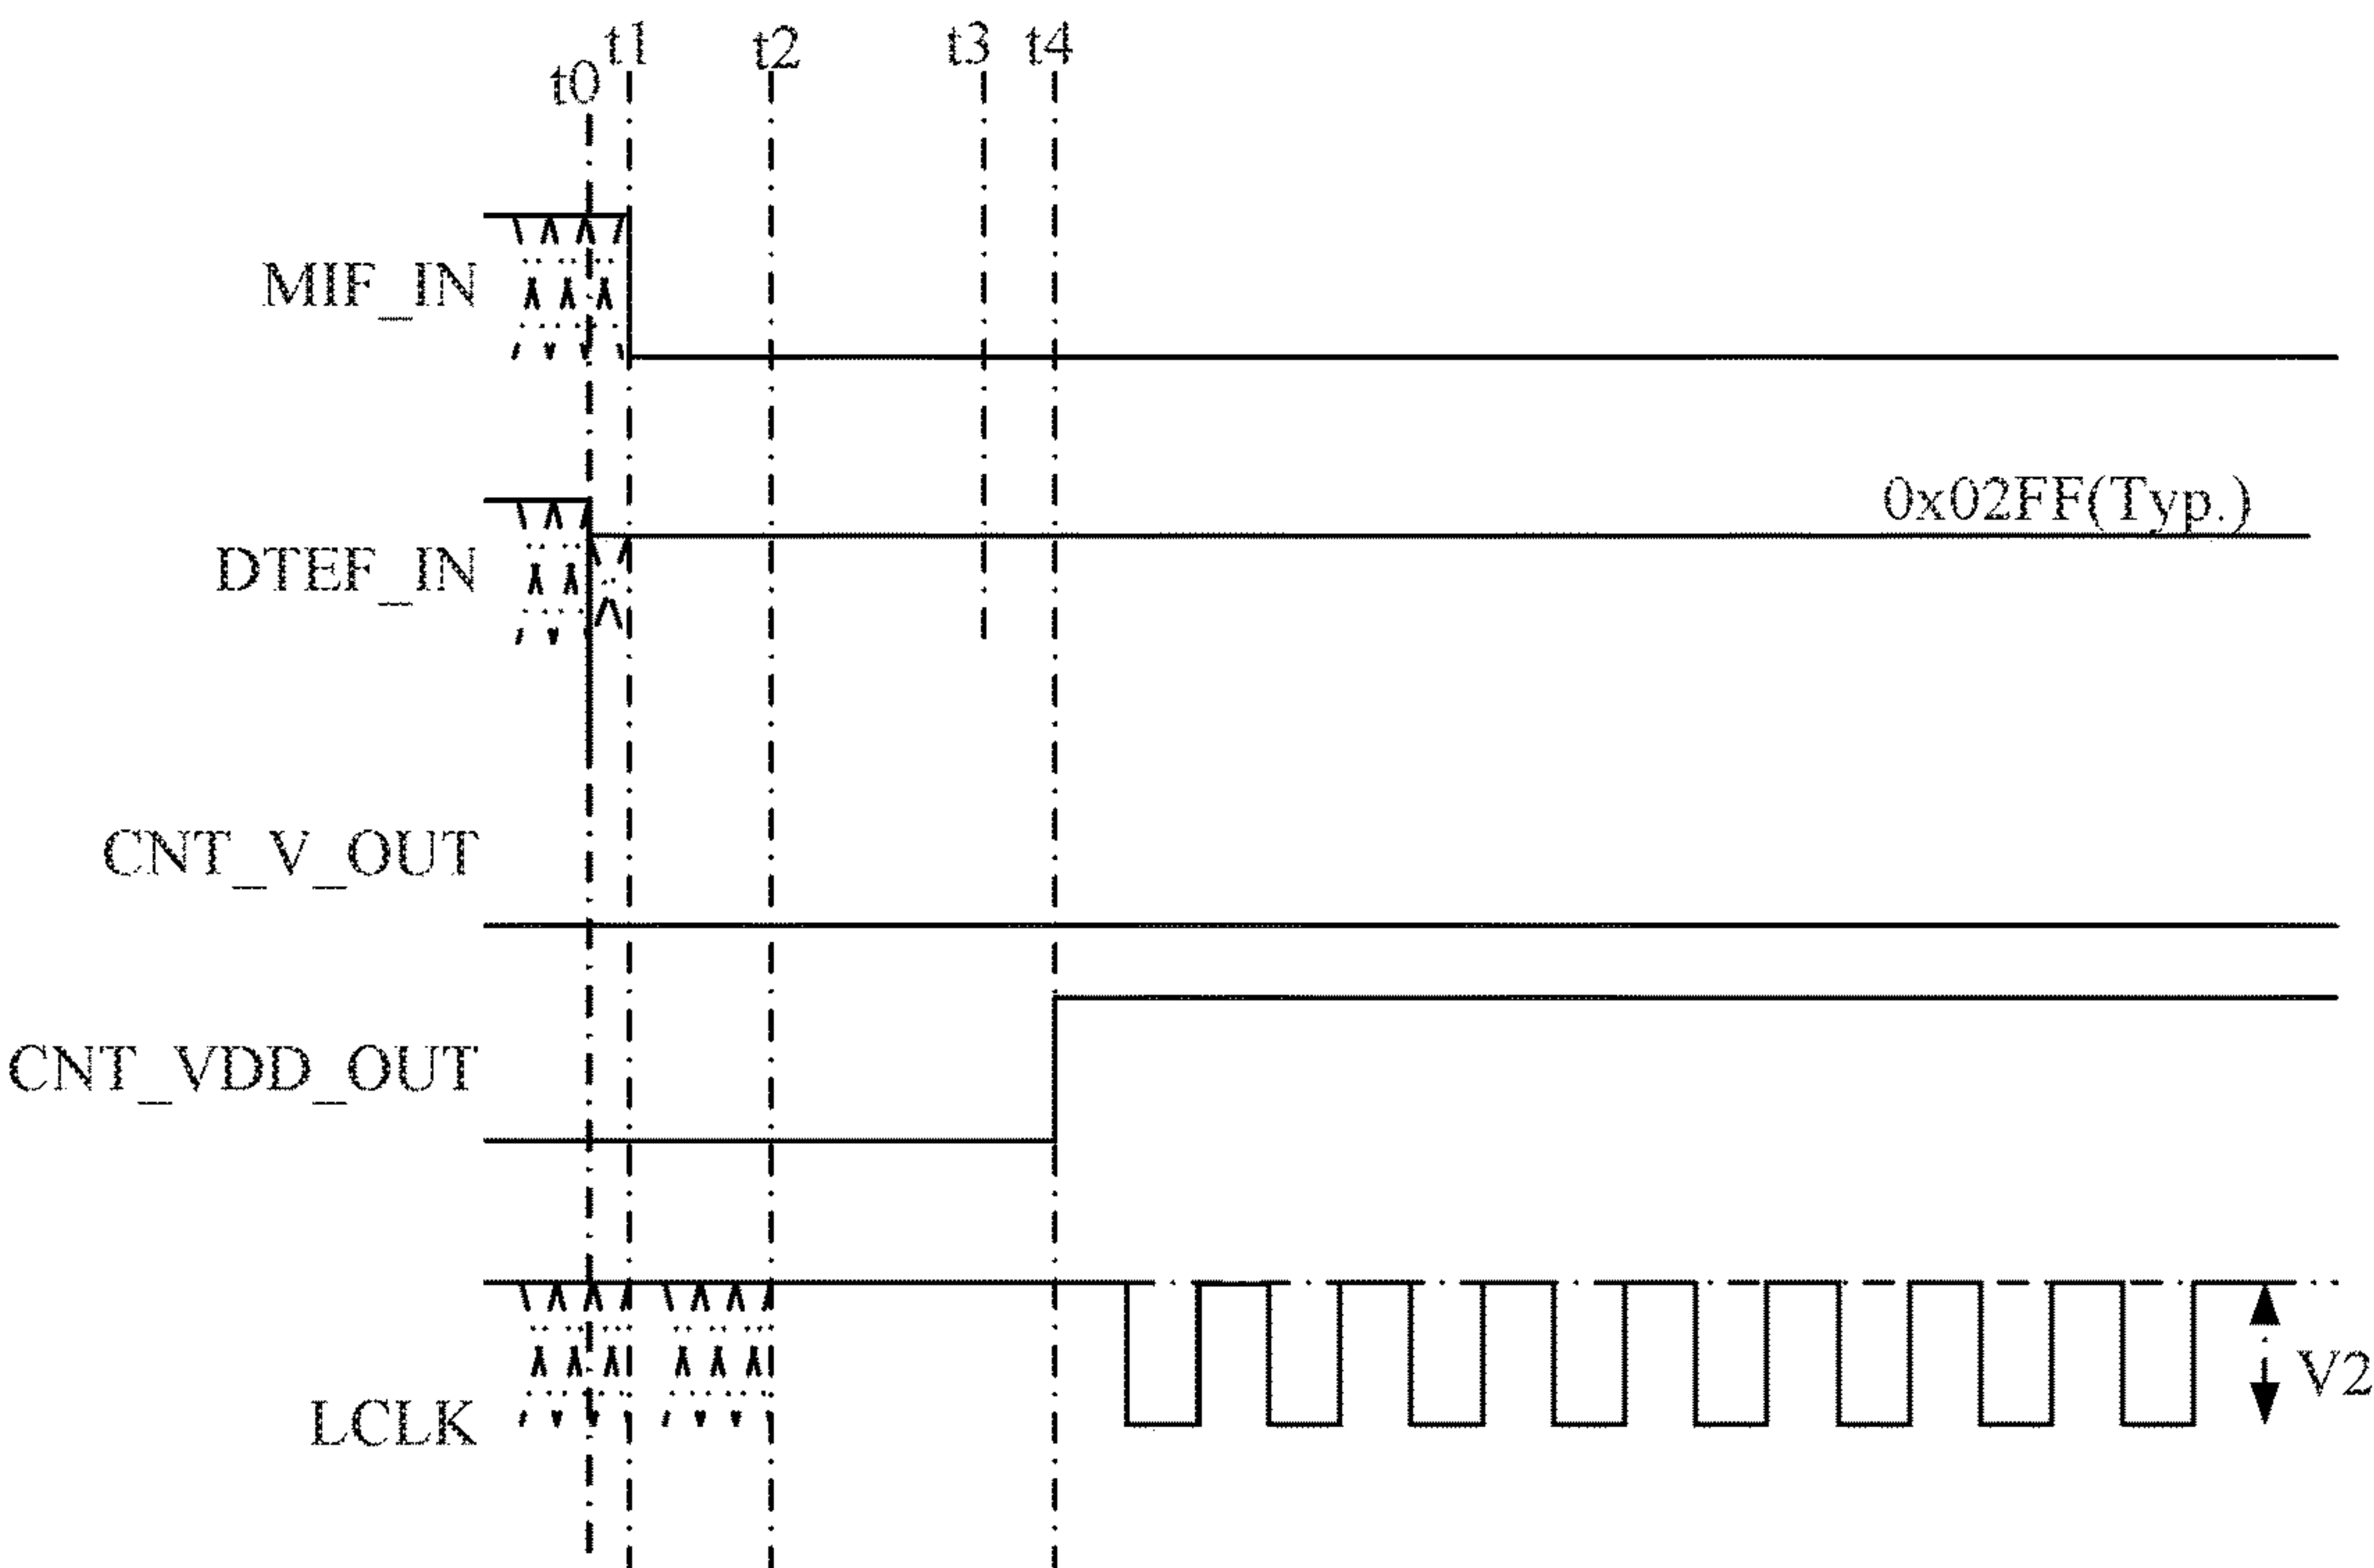 t0 t1 t2 t3 t4
MIF_IN
0x02FF(Typ.)
DTEF_IN
CNT_V_OUT
CNT_VDD_OUT
V2
LCLK